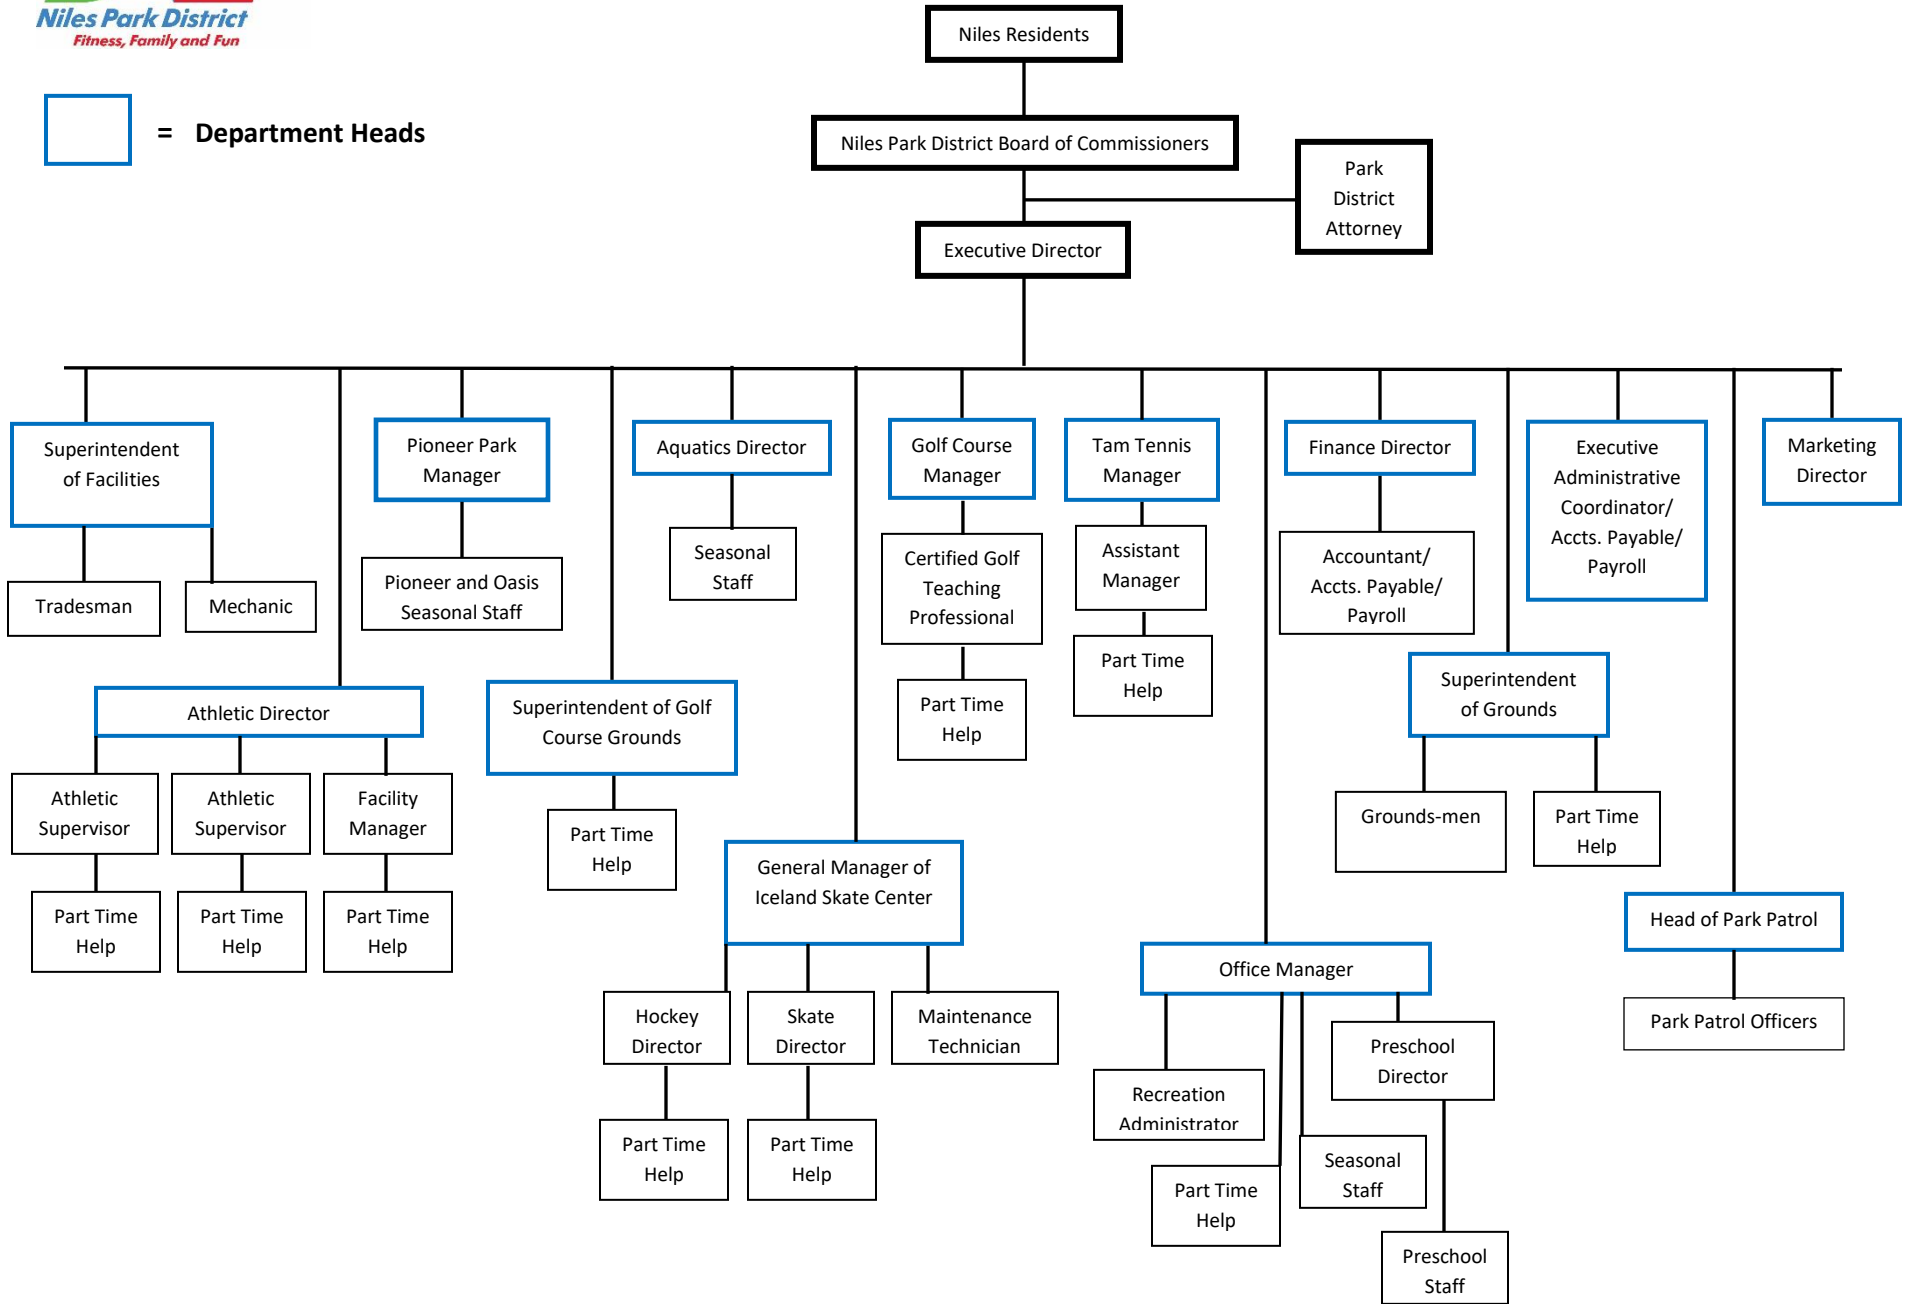 Niles Park District
Fitness, Family and Fun
= Department Heads
Niles Residents
Niles Park District Board of Commissioners
Park
District
Attorney
Executive Director
Superintendent
of Facilities
Tradesman
Mechanic
Pioneer Park
Manager
Pioneer and Oasis
Seasonal Staff
Aquatics Director
Seasonal
Staff
Golf Course
Manager
Certified Golf
Teaching
Professional
Part Time
Help
Tam Tennis
Manager
Assistant
Manager
Part Time
Help
Finance Director
Accountant/
Accts. Payable/
Payroll
Executive
Administrative
Coordinator/
Accts. Payable/
Payroll
Marketing
Director
Athletic Director
Athletic
Supervisor
Part Time
Help
Athletic
Supervisor
Part Time
Help
Facility
Manager
Part Time
Help
Superintendent of Golf
Course Grounds
Part Time
Help
General Manager of
Iceland Skate Center
Hockey
Director
Part Time
Help
Skate
Director
Part Time
Help
Maintenance
Technician
Superintendent
of Grounds
Grounds-men
Part Time
Help
Office Manager
Recreation
Administrator
Part Time
Help
Seasonal
Staff
Preschool
Director
Preschool
Staff
Head of Park Patrol
Park Patrol Officers